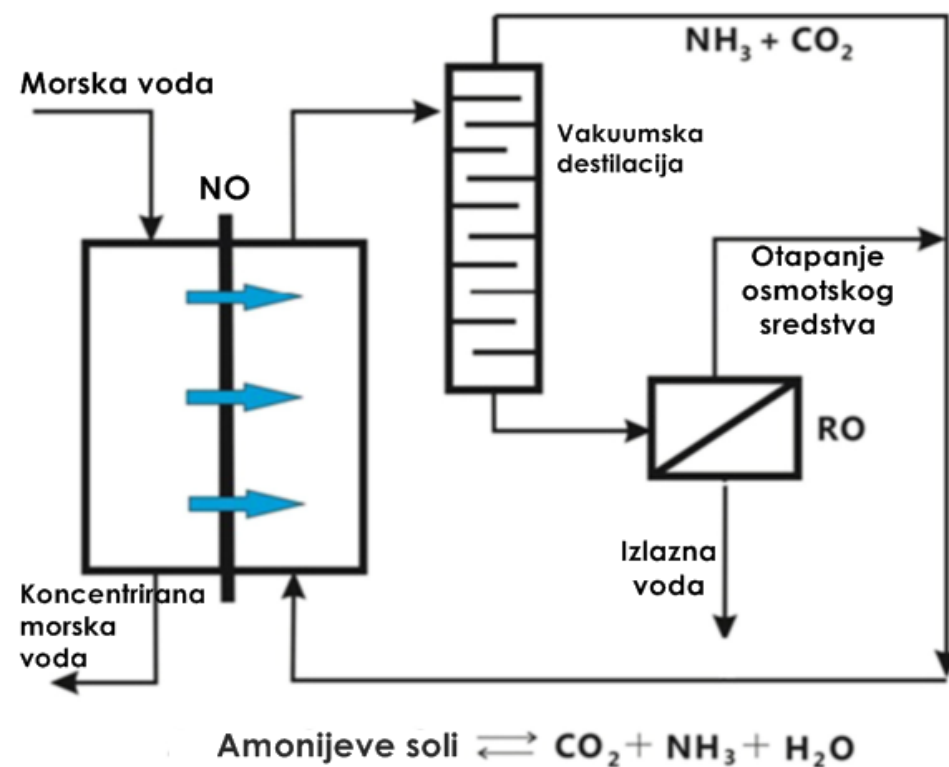 NH₃ + CO₂
Morska voda
Vakuumska
destilacija
NO
Otapanje
osmotskog
sredstva
RO
Izlazna
voda
Koncentrirana
morska
voda
Amonijeve soli ⇌ CO₂ + NH₃ + H₂O